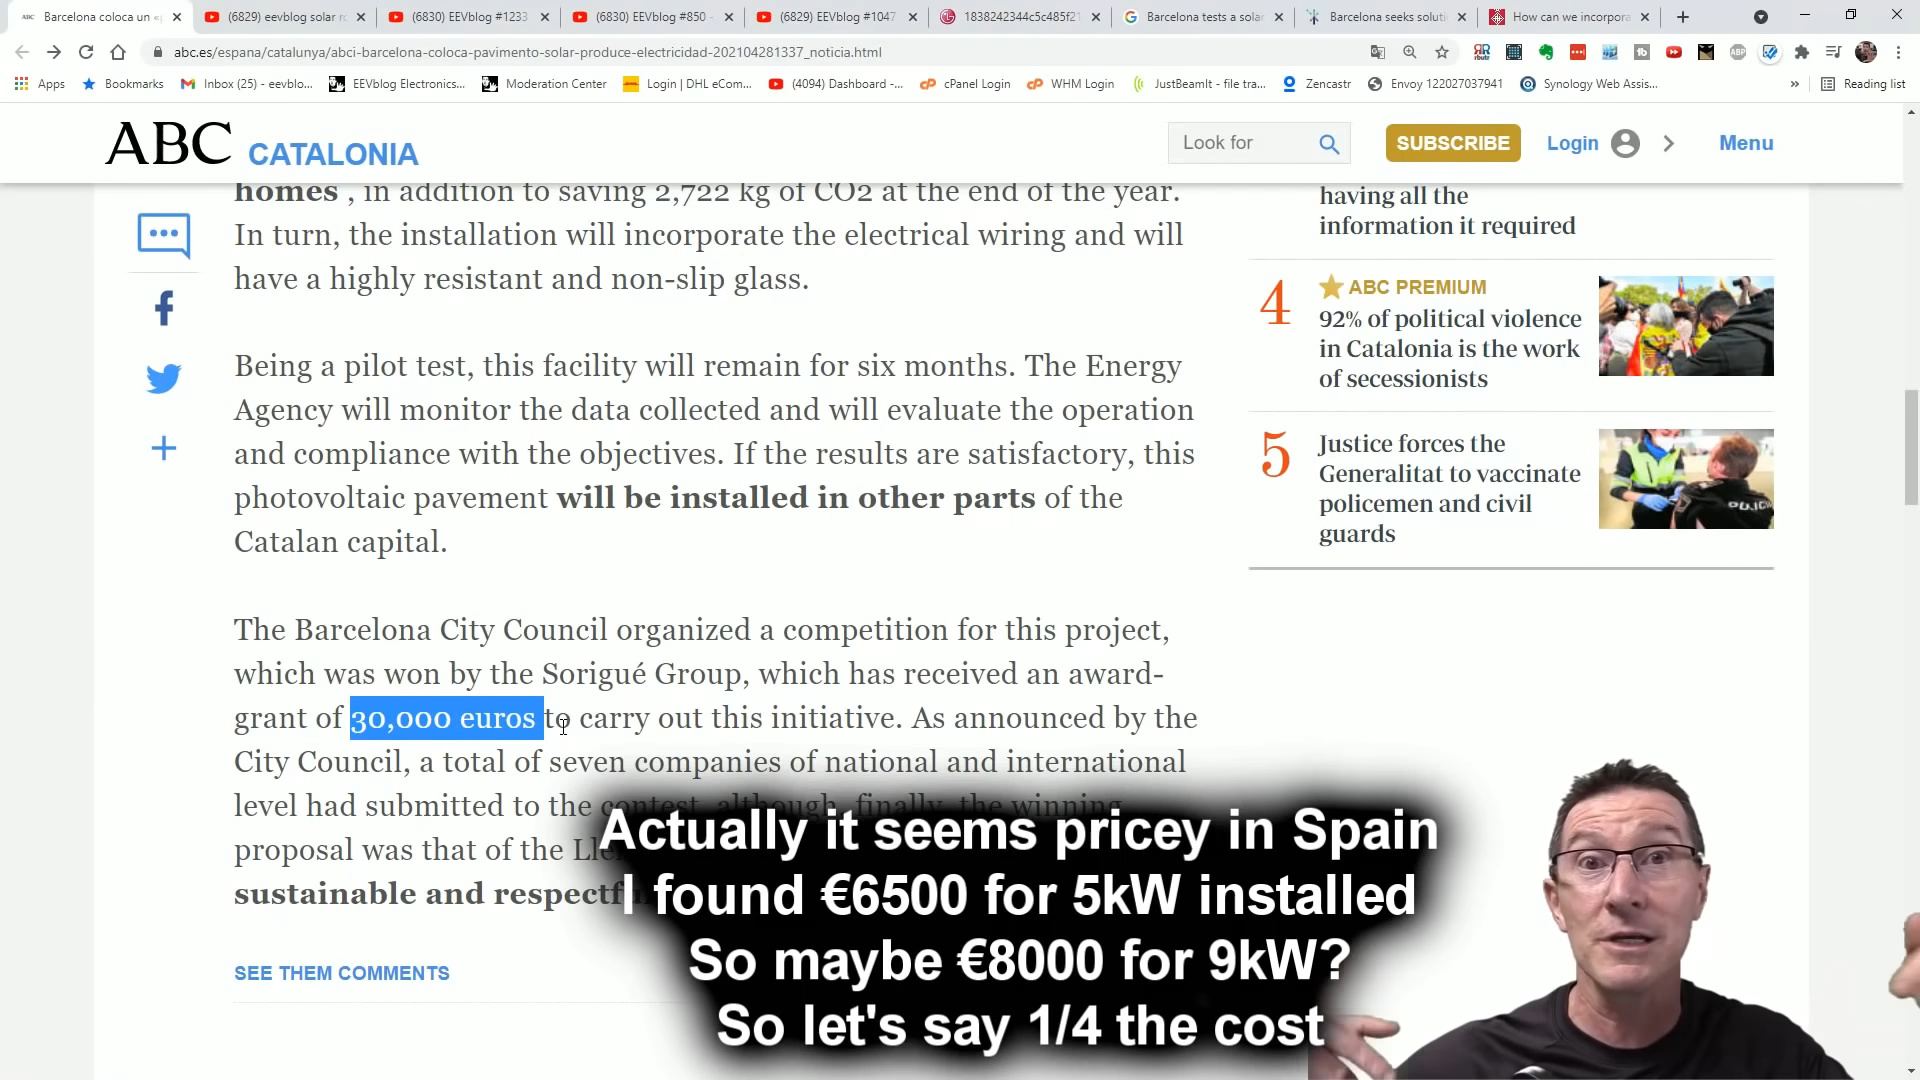 Barcelona coloca un «
(6829) eevblog solar r
(6830) EEVblog #1233
(6830) EEVblog #850 -
(6829) EEVblog #1047
1838242344c5c485f21
Barcelona tests a solar
Barcelona seeks soluti
How can we incorpora
abc.es/espana/catalunya/abci-barcelona-coloca-pavimento-solar-produce-electricidad-202104281337_noticia.html
Apps
Bookmarks
Inbox (25) - eevblo...
EEVblog Electronics...
Moderation Center
Login | DHL eCom...
(4094) Dashboard -...
cPanel Login
WHM Login
JustBeamIt - file tra...
Zencastr
Envoy 122027037941
Synology Web Assis...
»
Reading list
ABC CATALONIA
Look for
SUBSCRIBE
Login
Menu
homes , in addition to saving 2,722 kg of CO2 at the end of the year.
In turn, the installation will incorporate the electrical wiring and will
have a highly resistant and non-slip glass.
Being a pilot test, this facility will remain for six months. The Energy
Agency will monitor the data collected and will evaluate the operation
and compliance with the objectives. If the results are satisfactory, this
photovoltaic pavement will be installed in other parts of the
Catalan capital.
The Barcelona City Council organized a competition for this project,
which was won by the Sorigué Group, which has received an award-
grant of 30,000 euros to carry out this initiative. As announced by the
City Council, a total of seven companies of national and international
level had submitted to the contest, although, finally, the winning
proposal was that of the
sustainable and respectf
SEE THEM COMMENTS
having all the
information it required
4
ABC PREMIUM
92% of political violence
in Catalonia is the work
of secessionists
5
Justice forces the
Generalitat to vaccinate
policemen and civil
guards
Actually it seems pricey in Spain
I found €6500 for 5kW installed
So maybe €8000 for 9kW?
So let's say 1/4 the cost